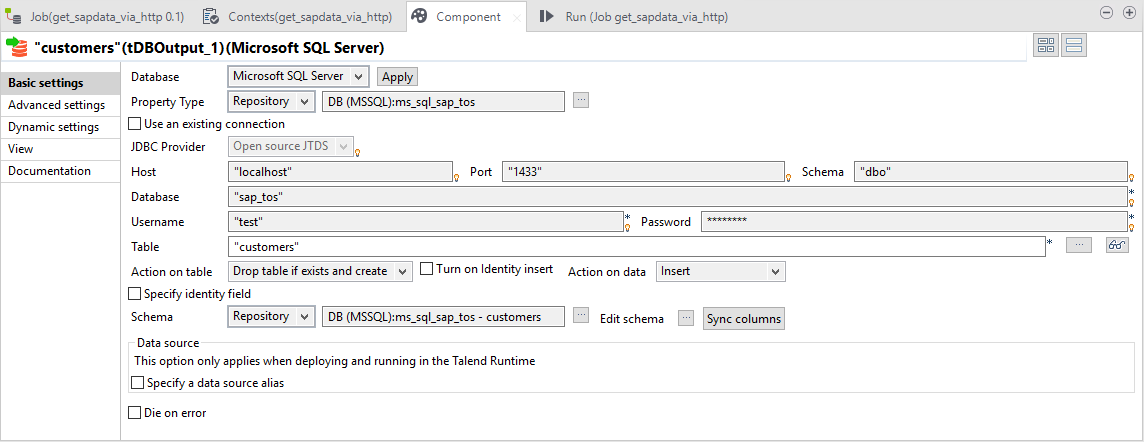 Job(get_sapdata_via_http 0.1) Contexts(get_sapdata_via_http) Component Run (Job get_sapdata_via_http)
"customers"(tDBOutput_1)(Microsoft SQL Server)
Basic settings
Advanced settings
Dynamic settings
View
Documentation
Database Microsoft SQL Server Apply
Property Type Repository DB (MSSQL):ms_sql_sap_tos ...
Use an existing connection
JDBC Provider Open source JTDS
Host "localhost" Port "1433" Schema "dbo"
Database "sap_tos" *
Username "test" * Password ******** *
Table "customers" * ...
Action on table Drop table if exists and create Turn on Identity insert Action on data Insert
Specify identity field
Schema Repository DB (MSSQL):ms_sql_sap_tos - customers ... Edit schema ... Sync columns
Data source
This option only applies when deploying and running in the Talend Runtime
Specify a data source alias
Die on error